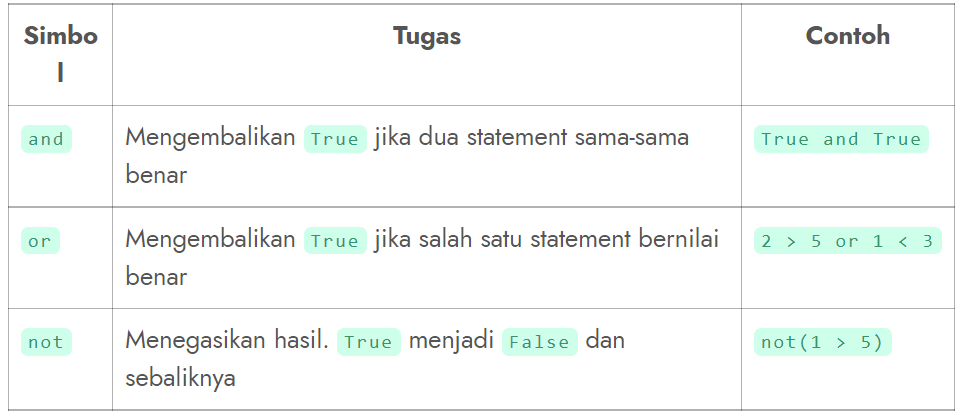 Simbo
l
Tugas
Contoh
and
Mengembalikan True jika dua statement sama-sama
benar
True and True
or
Mengembalikan True jika salah satu statement bernilai
benar
2 > 5 or 1 < 3
not
Menegasikan hasil. True menjadi False dan
sebaliknya
not(1 > 5)